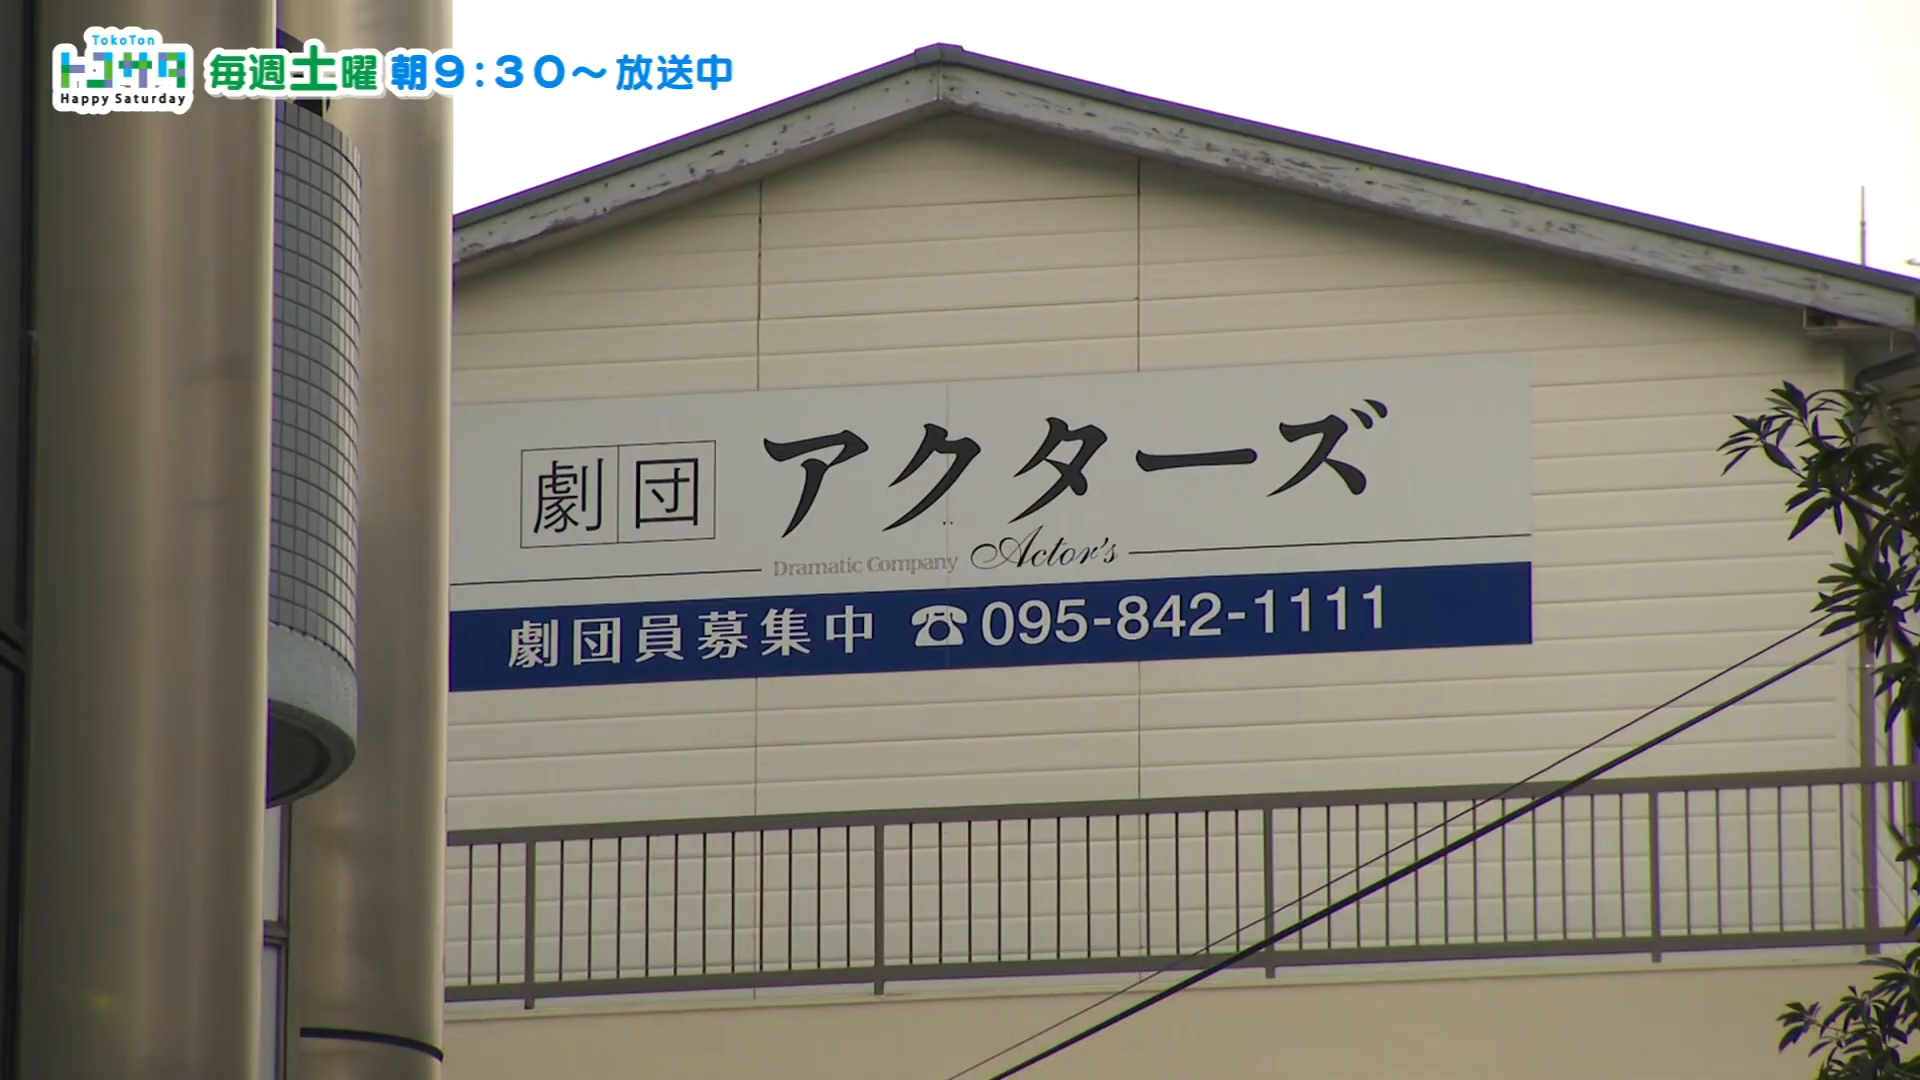 TokoTon
トコサタ
Happy Saturday
毎週土曜 朝9:30～放送中
劇団 アクターズ
Dramatic Company Actor's
劇団員募集中 ☎095-842-1111